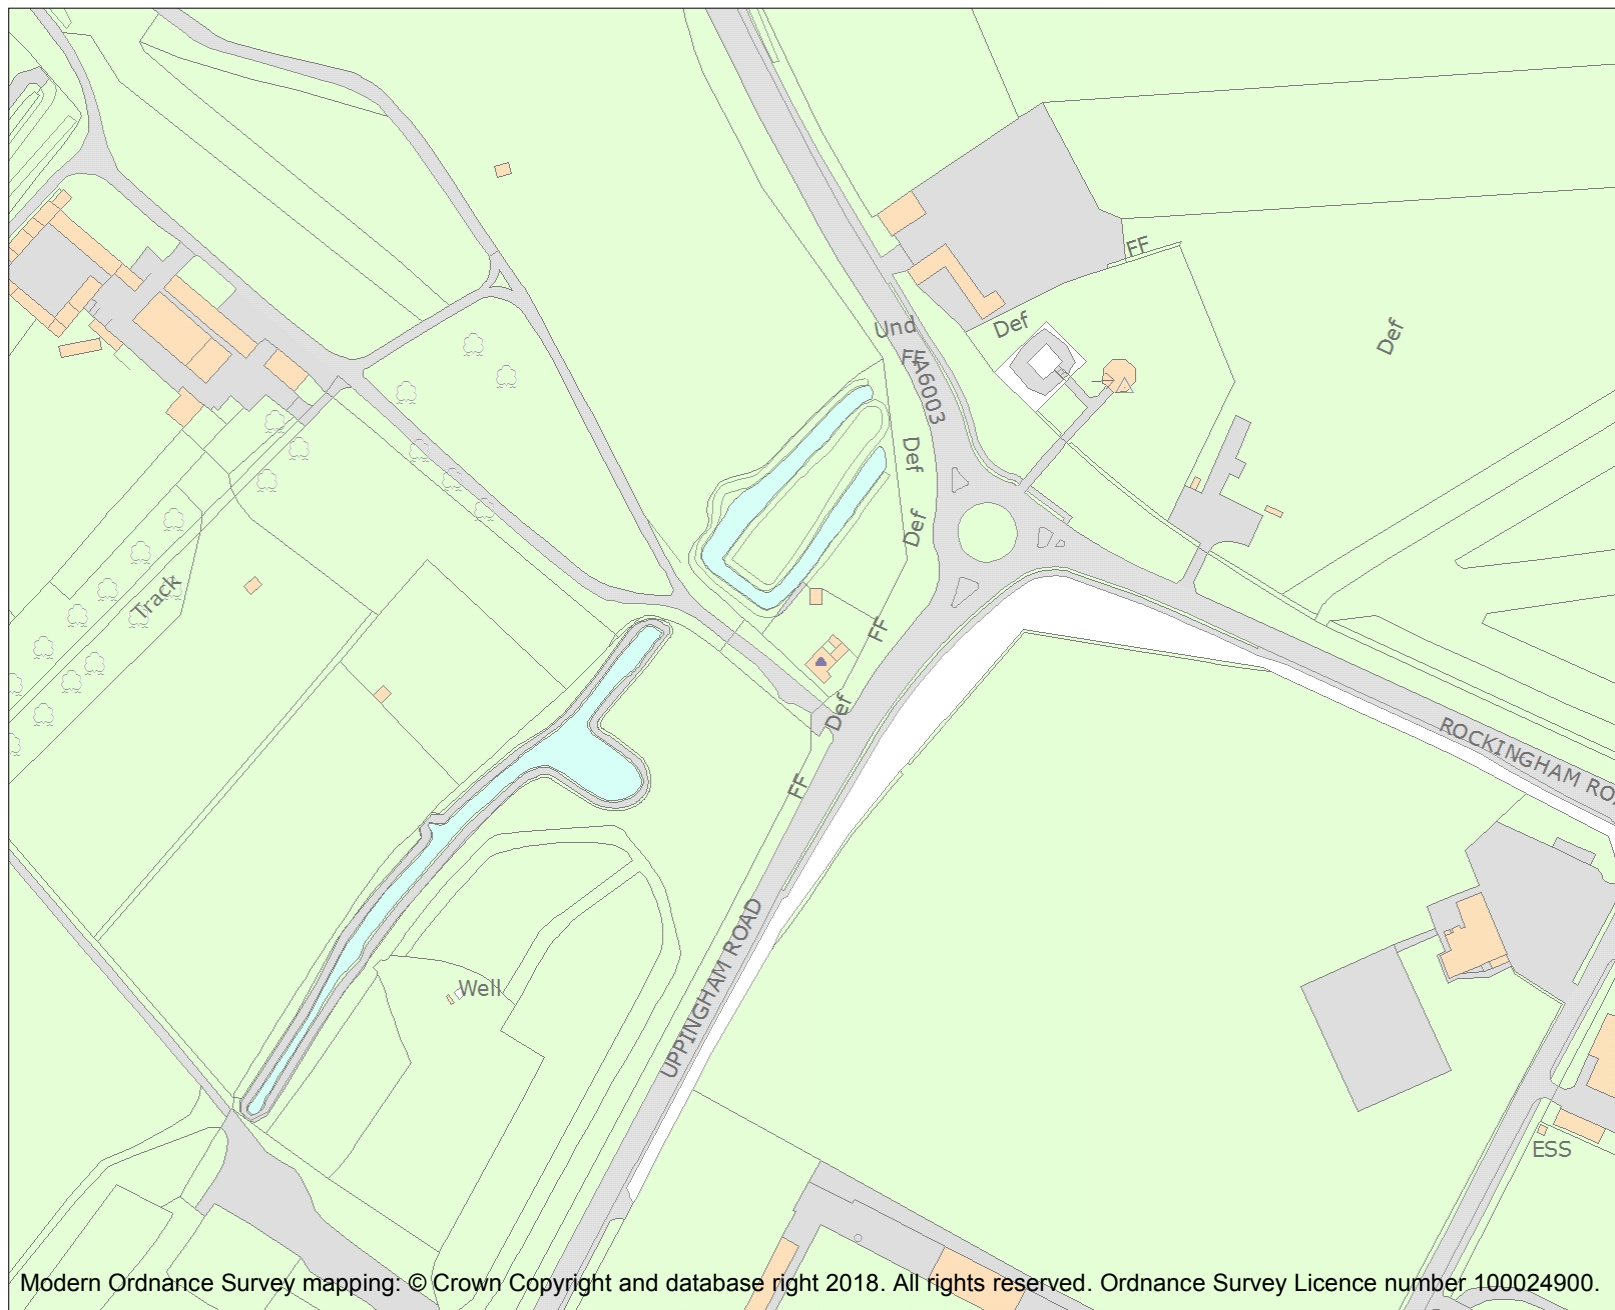 FF
Def
Def
Und
FF
A6003
Def
Def
Track
FF
Def
ROCKINGHAM ROA
FF
UPPINGHAM ROAD
Well
ESS
Modern Ordnance Survey mapping: © Crown Copyright and database right 2018. All rights reserved. Ordnance Survey Licence number 100024900.